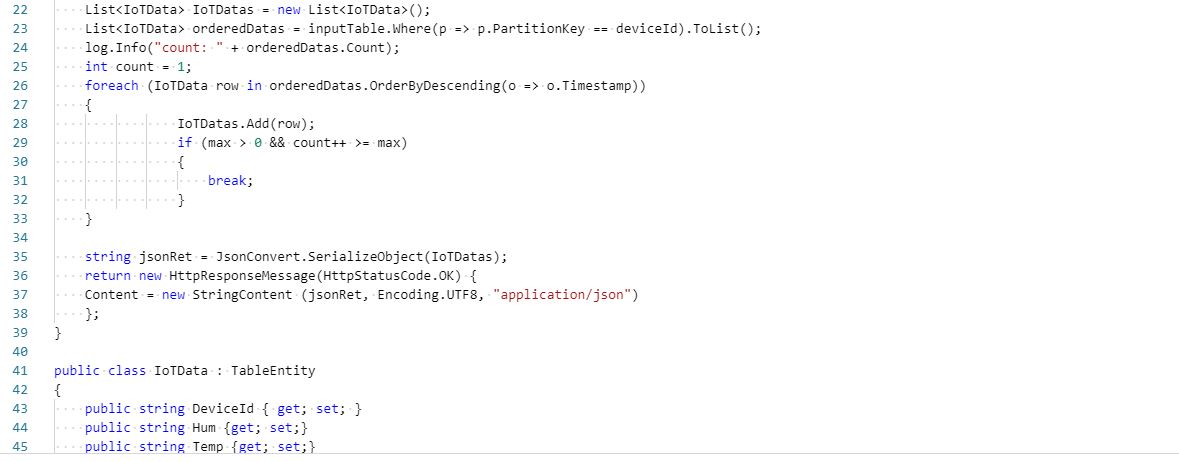 22 List<IoTData> IoTDatas = new List<IoTData>();
23 List<IoTData> orderedDatas = inputTable.Where(p => p.PartitionKey == deviceId).ToList();
24 log.Info("count: " + orderedDatas.Count);
25 int count = 1;
26 foreach (IoTData row in orderedDatas.OrderByDescending(o => o.Timestamp))
27 {
28 IoTDatas.Add(row);
29 if (max > 0 && count++ >= max)
30 {
31 break;
32 }
33 }
34
35 string jsonRet = JsonConvert.SerializeObject(IoTDatas);
36 return new HttpResponseMessage(HttpStatusCode.OK) {
37 Content = new StringContent (jsonRet, Encoding.UTF8, "application/json")
38 };
39 }
40
41 public class IoTData : TableEntity
42 {
43 public string DeviceId { get; set; }
44 public string Hum {get; set;}
45 public string Temp {get; set;}